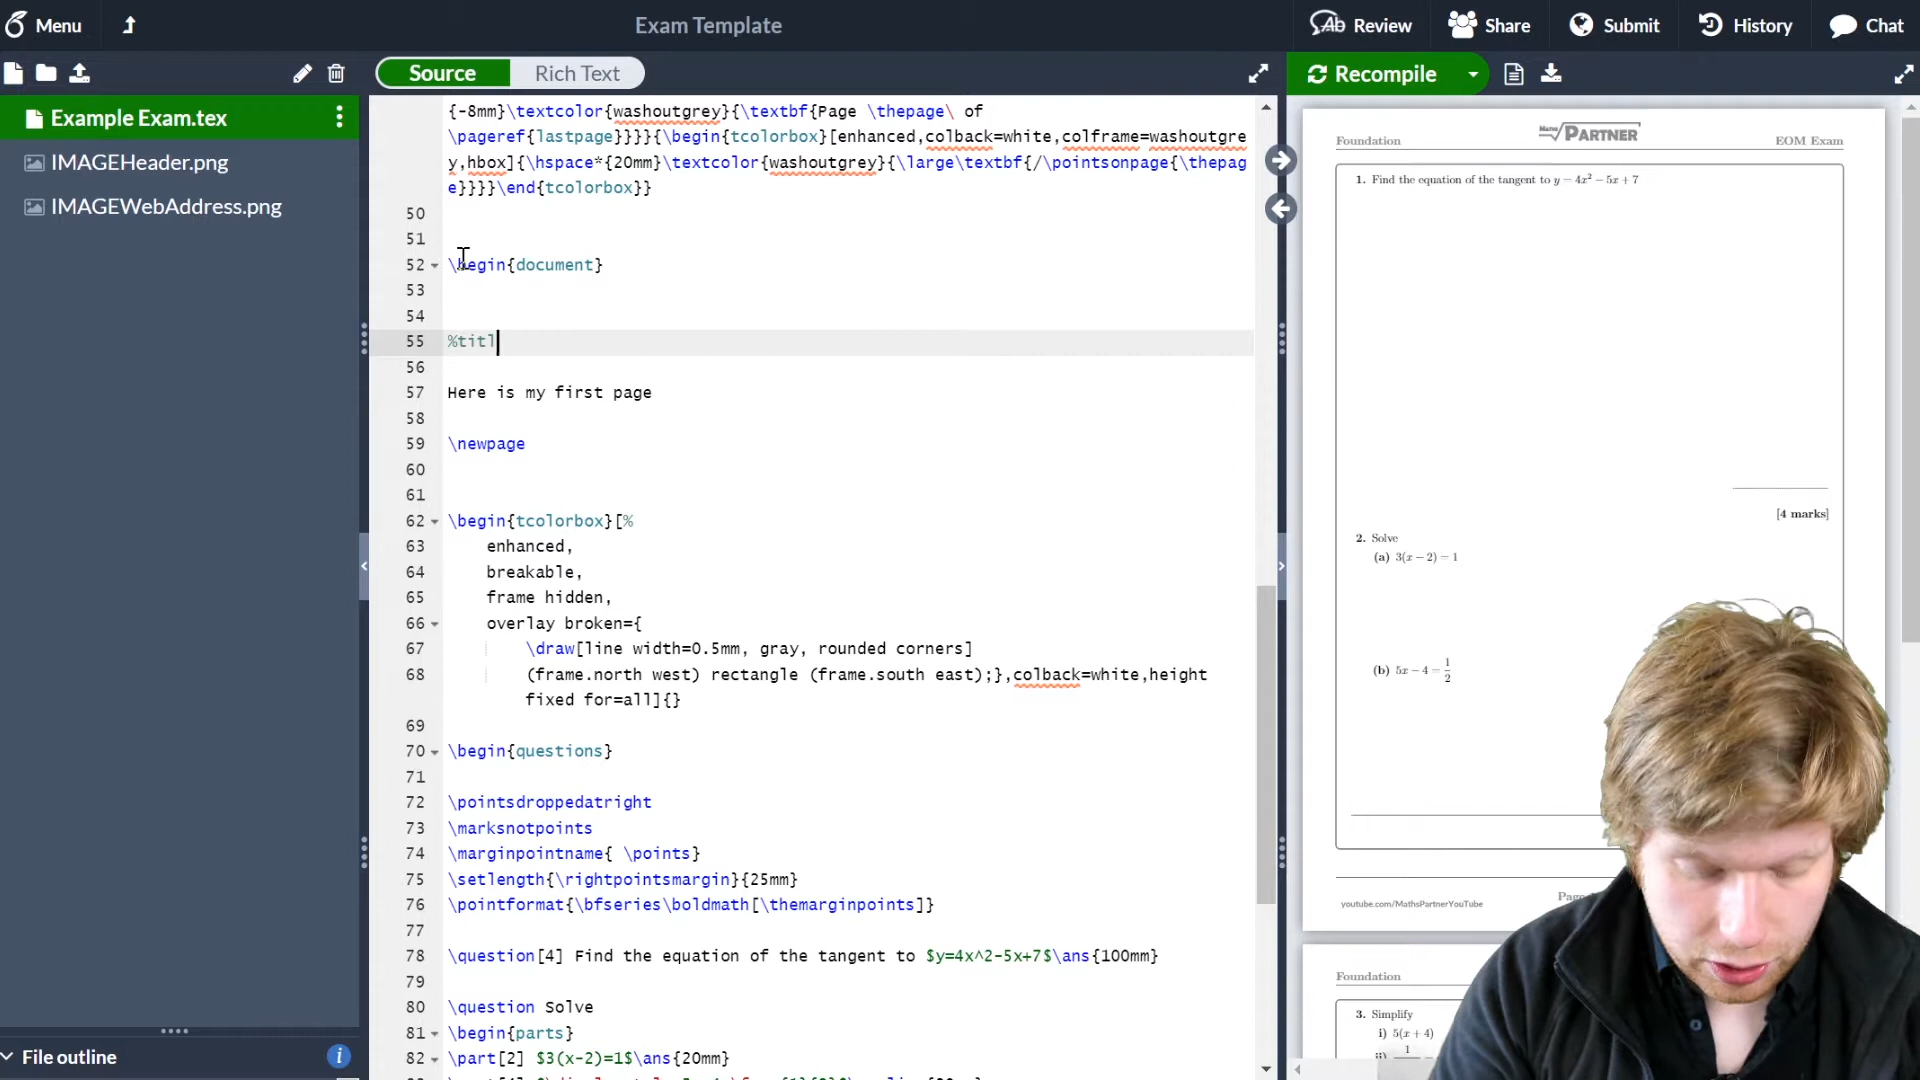 Menu
Exam Template
Review
Share
Submit
History
Chat
Source
Rich Text
Recompile
Example Exam.tex
IMAGEHeader.png
IMAGEWebAddress.png
{-8mm}\textcolor{washoutgrey}{\textbf{Page \thepage\ of
\pageref{lastpage}}}}{\begin{tcolorbox}[enhanced,colback=white,colframe=washoutgre
y,hbox]{\hspace*{20mm}\textcolor{washoutgrey}{\large\textbf{/\pointsonpage{\thepag
e}}}}\end{tcolorbox}}
50
51
52 \begin{document}
53
54
55 %titl
56
57 Here is my first page
58
59 \newpage
60
61
62 \begin{tcolorbox}[%
63 enhanced,
64 breakable,
65 frame hidden,
66 overlay broken={
67 \draw[line width=0.5mm, gray, rounded corners]
68 (frame.north west) rectangle (frame.south east);},colback=white,height
fixed for=all]{}
69
70 \begin{questions}
71
72 \pointsdroppedatright
73 \marksnotpoints
74 \marginpointname{ \points}
75 \setlength{\rightpointsmargin}{25mm}
76 \pointformat{\bfseries\boldmath[\themarginpoints]}
77
78 \question[4] Find the equation of the tangent to $y=4x^2-5x+7$\ans{100mm}
79
80 \question Solve
81 \begin{parts}
82 \part[2] $3(x-2)=1$\ans{20mm}
File outline
Foundation
PARTNER
EOM Exam
1. Find the equation of the tangent to y = 4x² − 5x + 7
[4 marks]
2. Solve
(a) 3(x − 2) = 1
(b) 5x − 4 = 1/2
youtube.com/MathsPartnerYouTube
Foundation
3. Simplify
i) 5(x + 4)